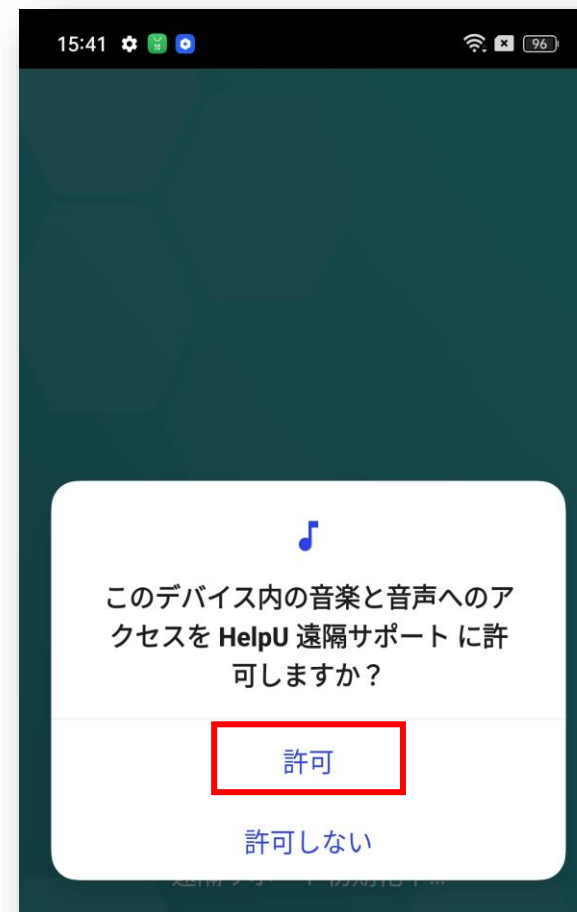 15:41
96
このデバイス内の音楽と音声へのア
クセスを HelpU 遠隔サポート に許
可しますか？
許可
許可しない